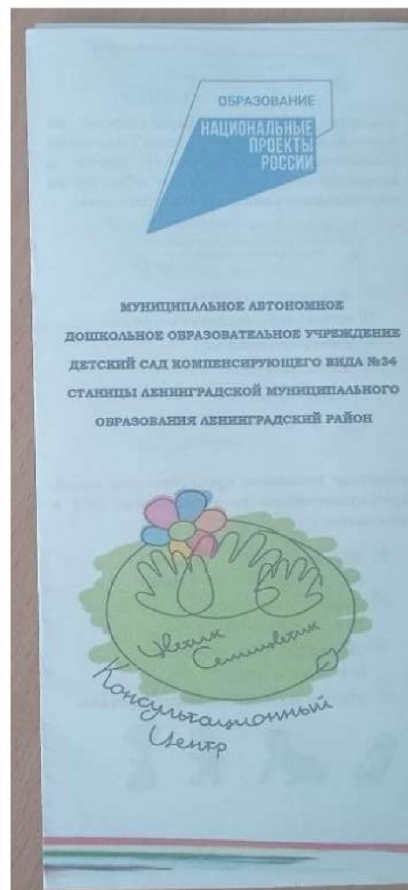 ОБРАЗОВАНИЕ
НАЦИОНАЛЬНЫЕ
ПРОЕКТЫ
РОССИИ
МУНИЦИПАЛЬНОЕ АВТОНОМНОЕ
ДОШКОЛЬНОЕ ОБРАЗОВАТЕЛЬНОЕ УЧРЕЖДЕНИЕ
ДЕТСКИЙ САД КОМПЕНСИРУЮЩЕГО ВИДА №34
СТАНИЦЫ ЛЕНИНГРАДСКОЙ МУНИЦИПАЛЬНОГО
ОБРАЗОВАНИЯ ЛЕНИНГРАДСКИЙ РАЙОН
Цветик
Семицветик
Консультационный
Центр